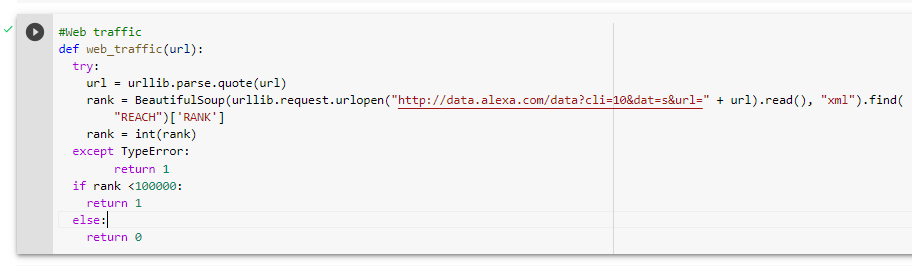 #Web traffic
def web_traffic(url):
  try:
    url = urllib.parse.quote(url)
    rank = BeautifulSoup(urllib.request.urlopen("http://data.alexa.com/data?cli=10&dat=s&url=" + url).read(), "xml").find(
        "REACH")['RANK']
    rank = int(rank)
  except TypeError:
        return 1
  if rank <100000:
    return 1
  else:
    return 0